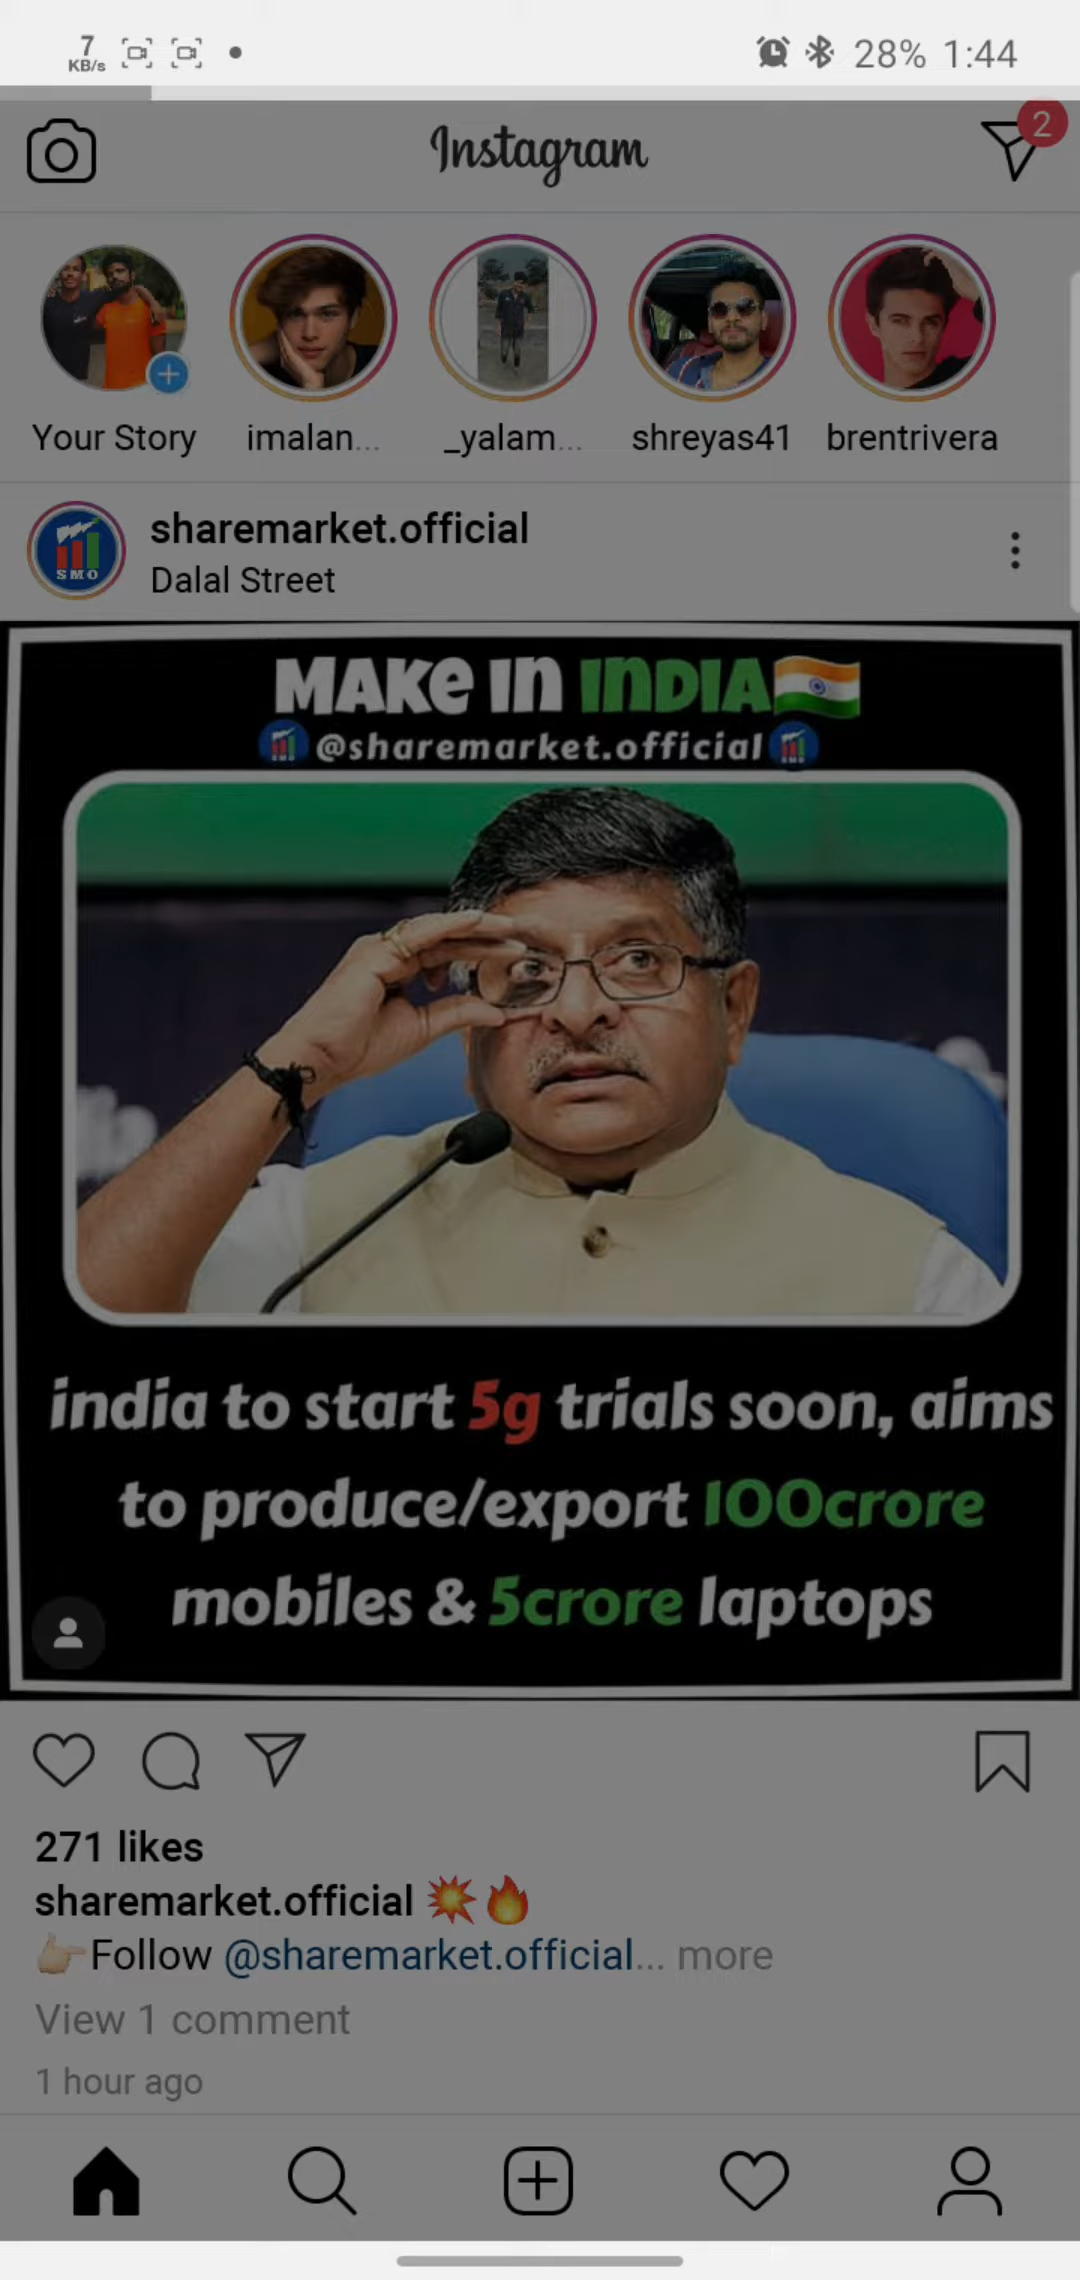 7
KB/s
28% 1:44
Instagram
2
Your Story
imalan...
_yalam...
shreyas41
brentrivera
SMO
sharemarket.official
Dalal Street
MAKe in inDIA🇮🇳
@sharemarket.official
india to start 5g trials soon, aims
to produce/export 100crore
mobiles & 5crore laptops
271 likes
sharemarket.official 💥🔥
👉🏻Follow @sharemarket.official... more
View 1 comment
1 hour ago